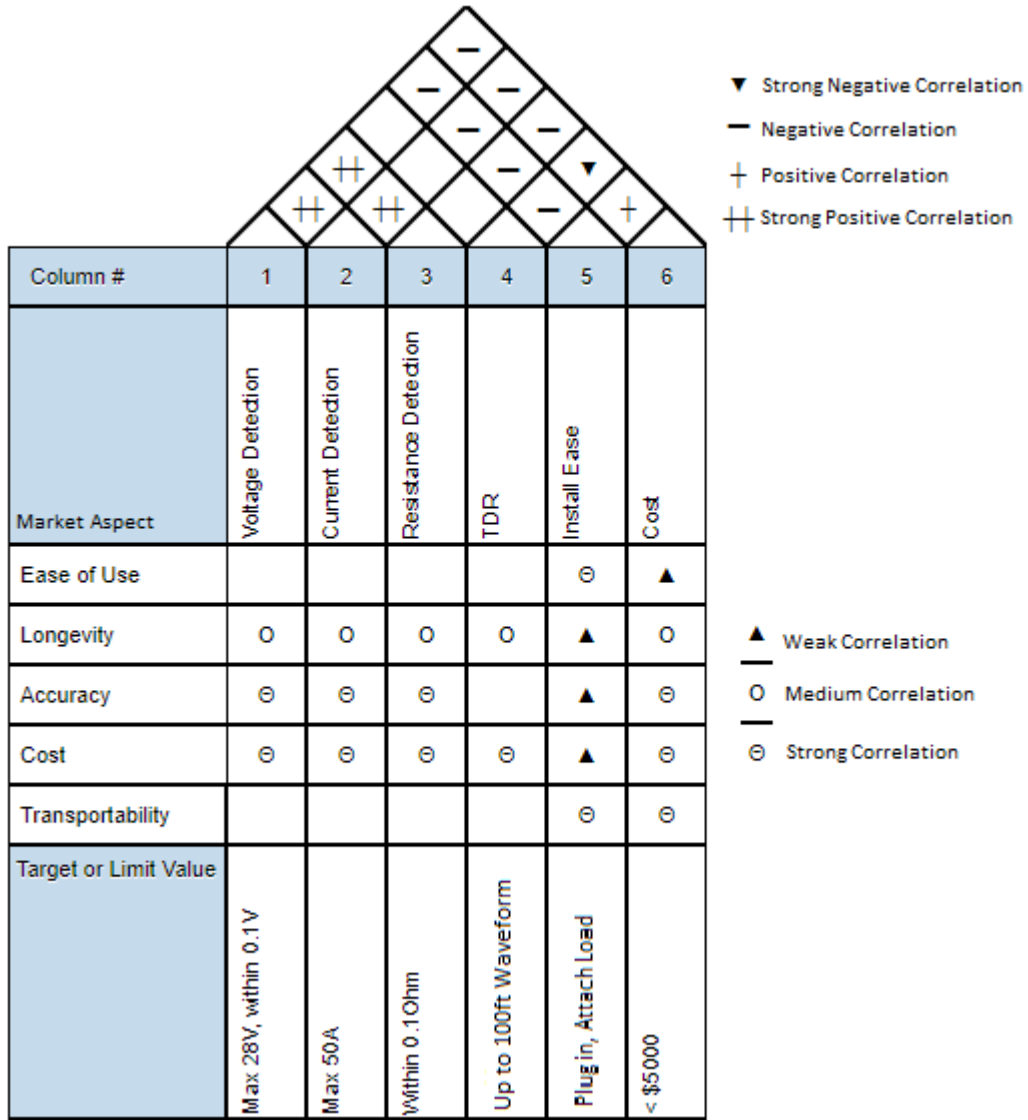 Strong Negative Correlation
Negative Correlation
Positive Correlation
Strong Positive Correlation
Column # 1 2 3 4 5 6
Market Aspect
Voltage Detection
Current Detection
Resistance Detection
TDR
Install Ease
Cost
Ease of Use
Longevity
Accuracy
Cost
Transportability
Weak Correlation
Medium Correlation
Strong Correlation
Target or Limit Value
Max 28V, within 0.1V
Max 50A
Within 0.1Ohm
Up to 100ft Waveform
Plug in, Attach Load
< $5000